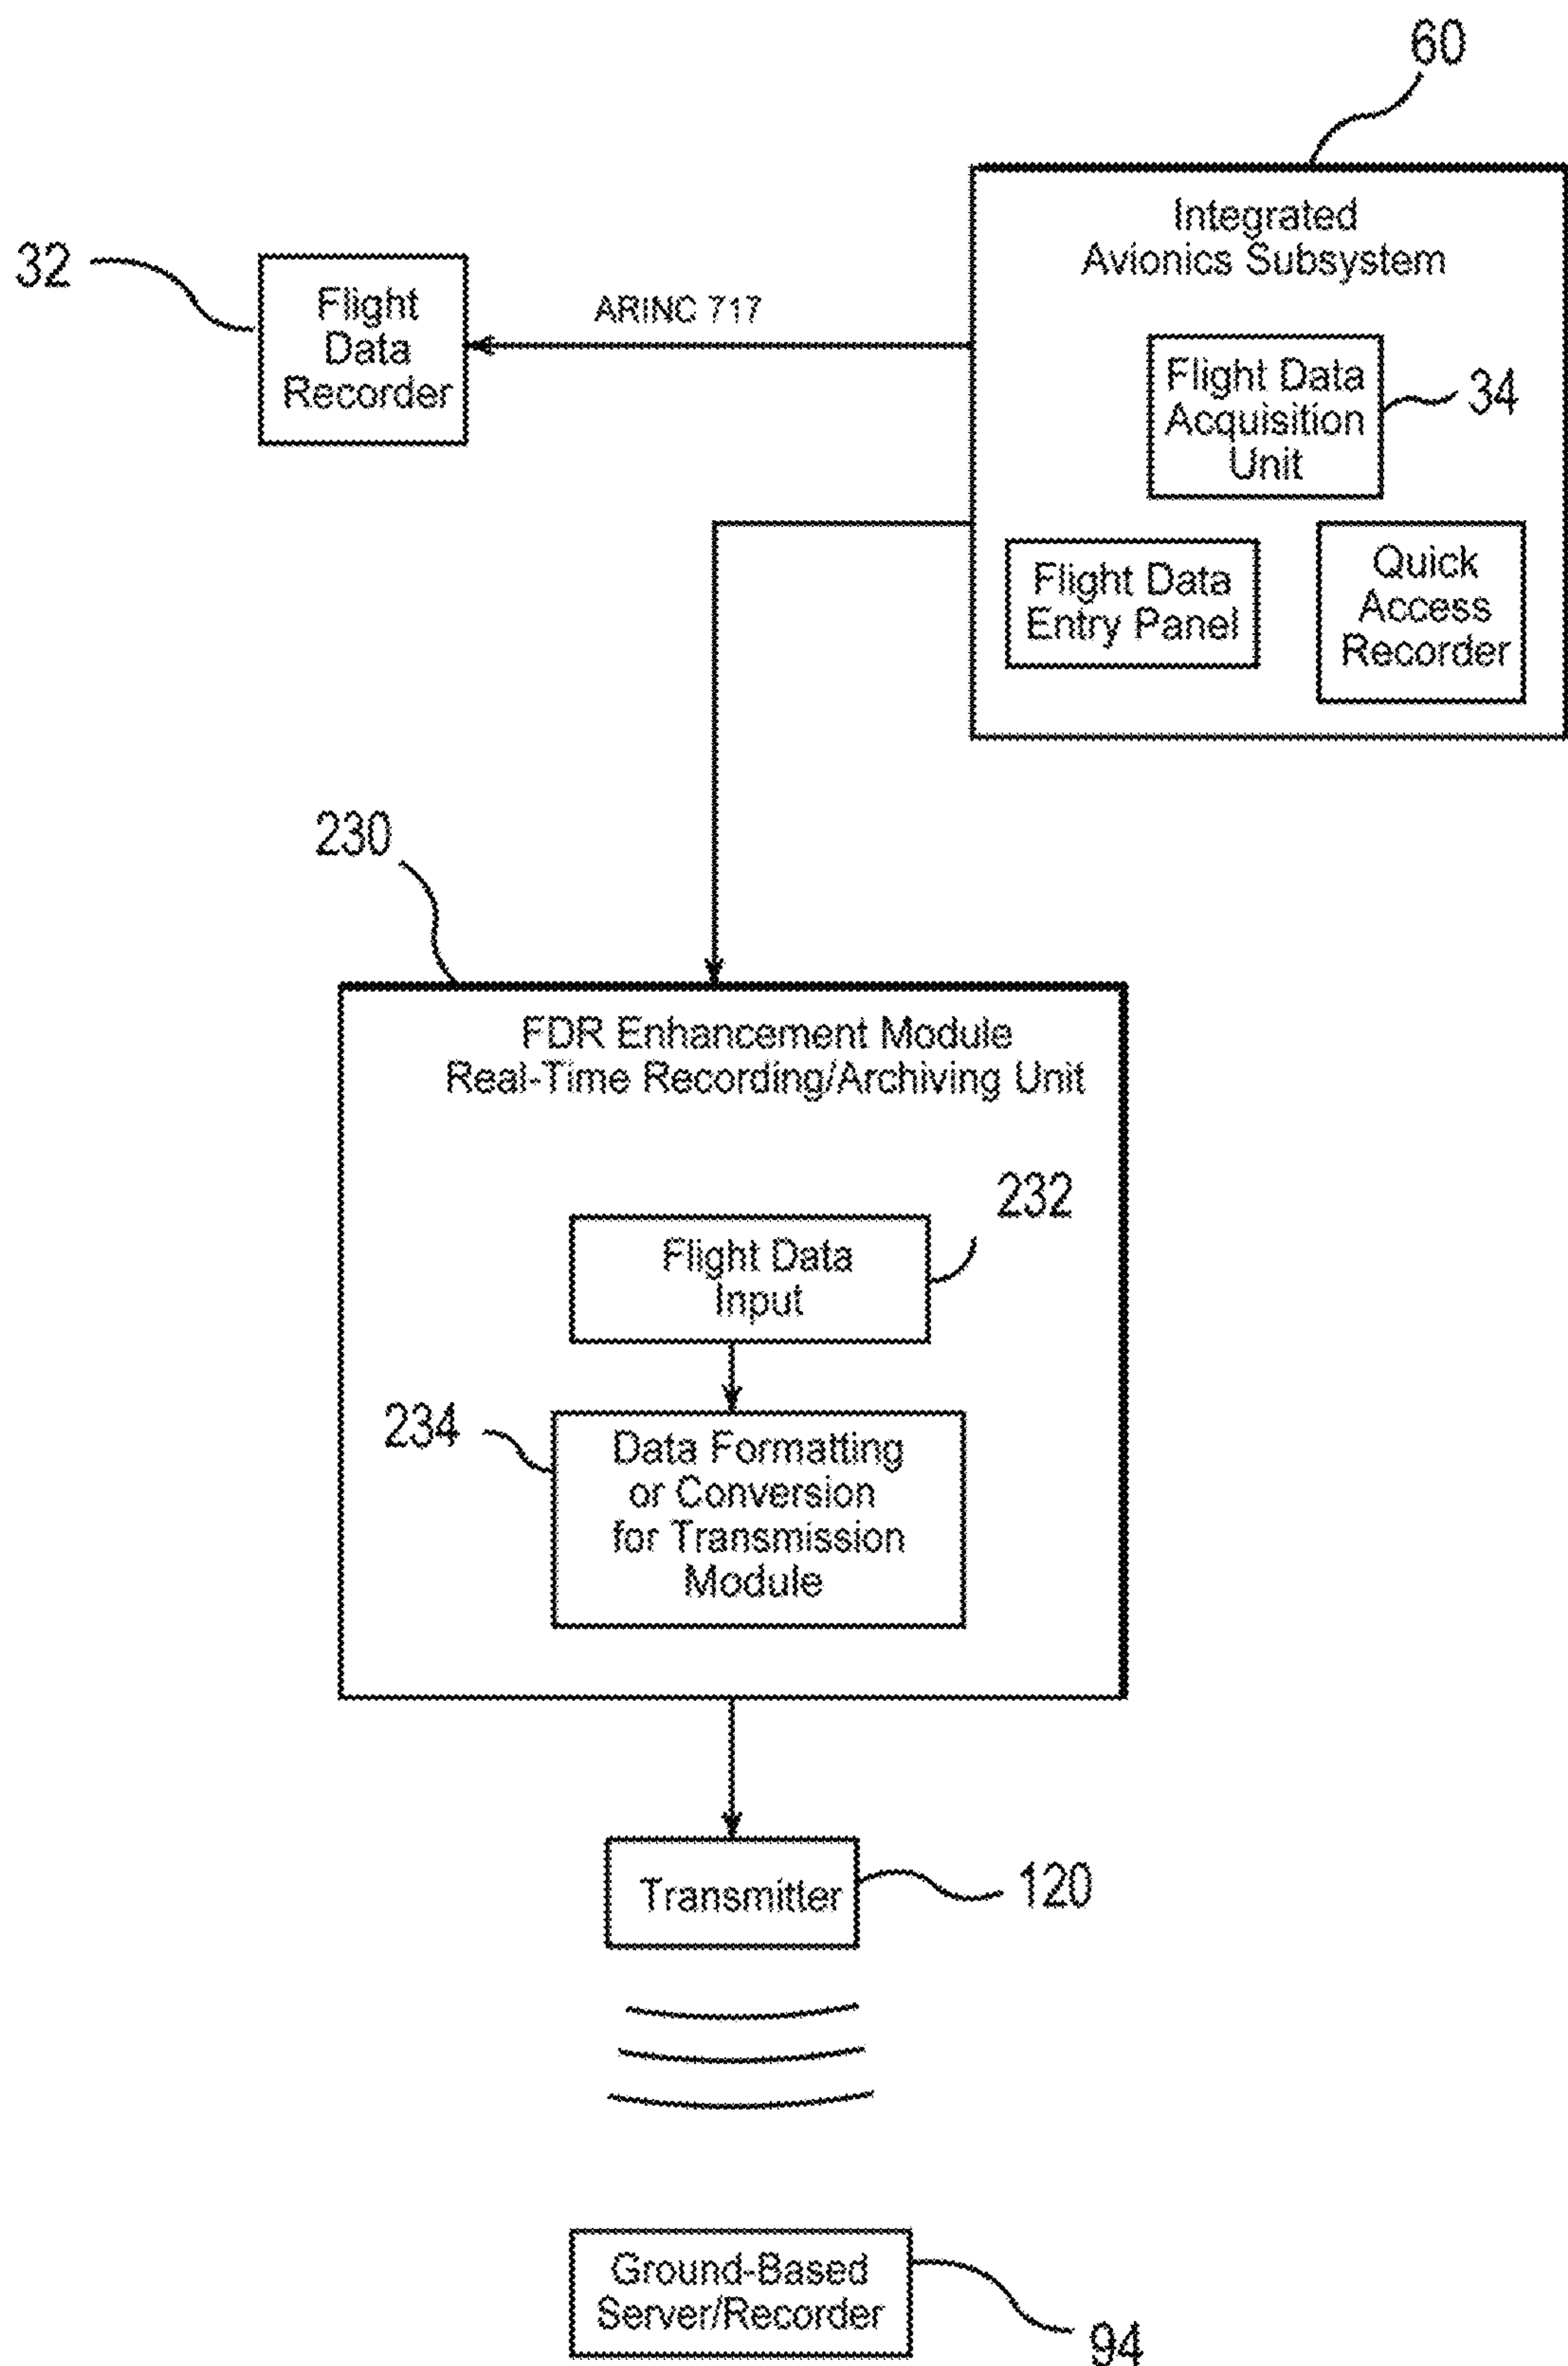 60
Integrated
Avionics Subsystem
32
Flight
Data
Recorder
ARINC 717
Flight Data
Acquisition
Unit
34
Flight Data
Entry Panel
Quick
Access
Recorder
230
FDR Enhancement Module
Real-Time Recording/Archiving Unit
232
Flight Data
Input
234
Data Formatting
or Conversion
for Transmission
Module
Transmitter
120
Ground-Based
Server/Recorder
94